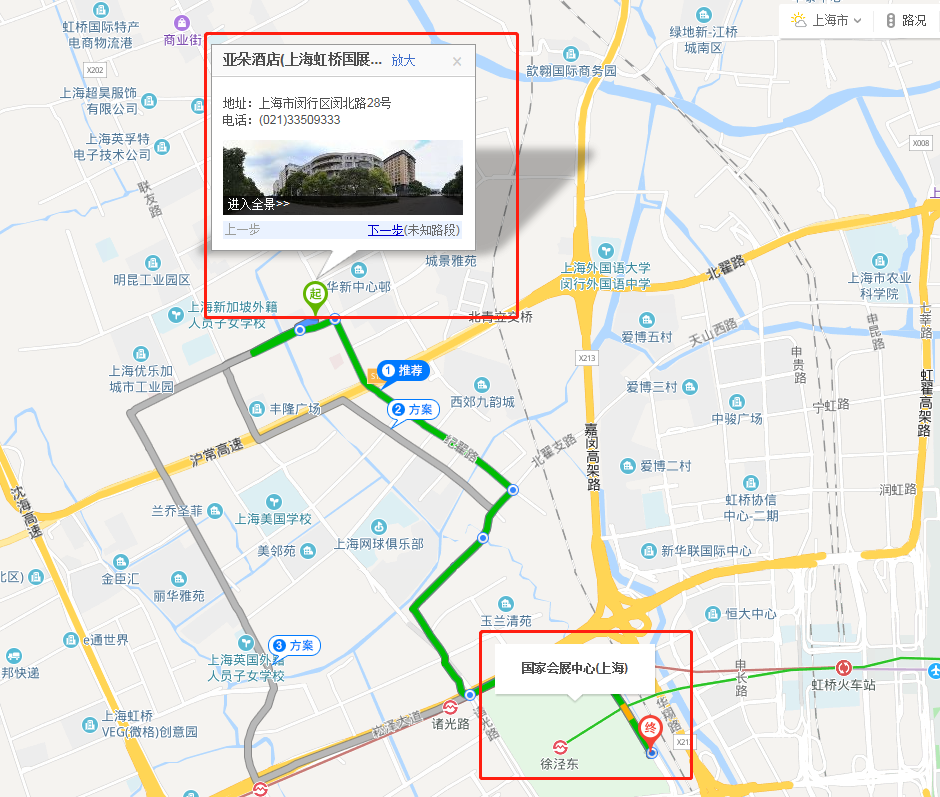 虹桥国际特产
电商物流港
商业街
绿地新-江桥
城南区
上海市
路况
X202
亚朵酒店(上海虹桥国展... 放大
歆翱国际商务园
上海超昊服饰
有限公司
地址：上海市闵行区闵北路28号
电话：(021)33509333
上海英孚特
电子技术公司
X008
联友路
进入全景>>
上一步
下一步(未知路段)
城景雅苑
明昆工业园区
华新中心邨
上海外国语大学
闵行外国语中学
北翟路
上海市农业
科学院
起
上海新加坡外籍
人员子女学校
北青立交桥
爱博五村
天山西路
申昆路
七莘路
上海优乐加
城市工业园
1 推荐
X213
申贵路
爱博三村
虹翟高架路
丰隆广场
2 方案
西郊九韵城
中骏广场
宁虹路
沪常高速
纪翟路
北翟支路
嘉闵高架路
爱博二村
沈海高速
兰乔圣菲
上海美国学校
虹桥协信
中心-二期
润虹路
美邻苑
上海网球俱乐部
新华联国际中心
北区)
金臣汇
丽华雅苑
玉兰清苑
恒大中心
e通世界
3 方案
邦快递
上海英国外籍
人员子女学校
国家会展中心(上海)
申长路
虹桥火车站
上海虹桥
VEG(微格)创意园
崧泽大道
诸光路
诸光路
华翔路
终
X21
徐泾东